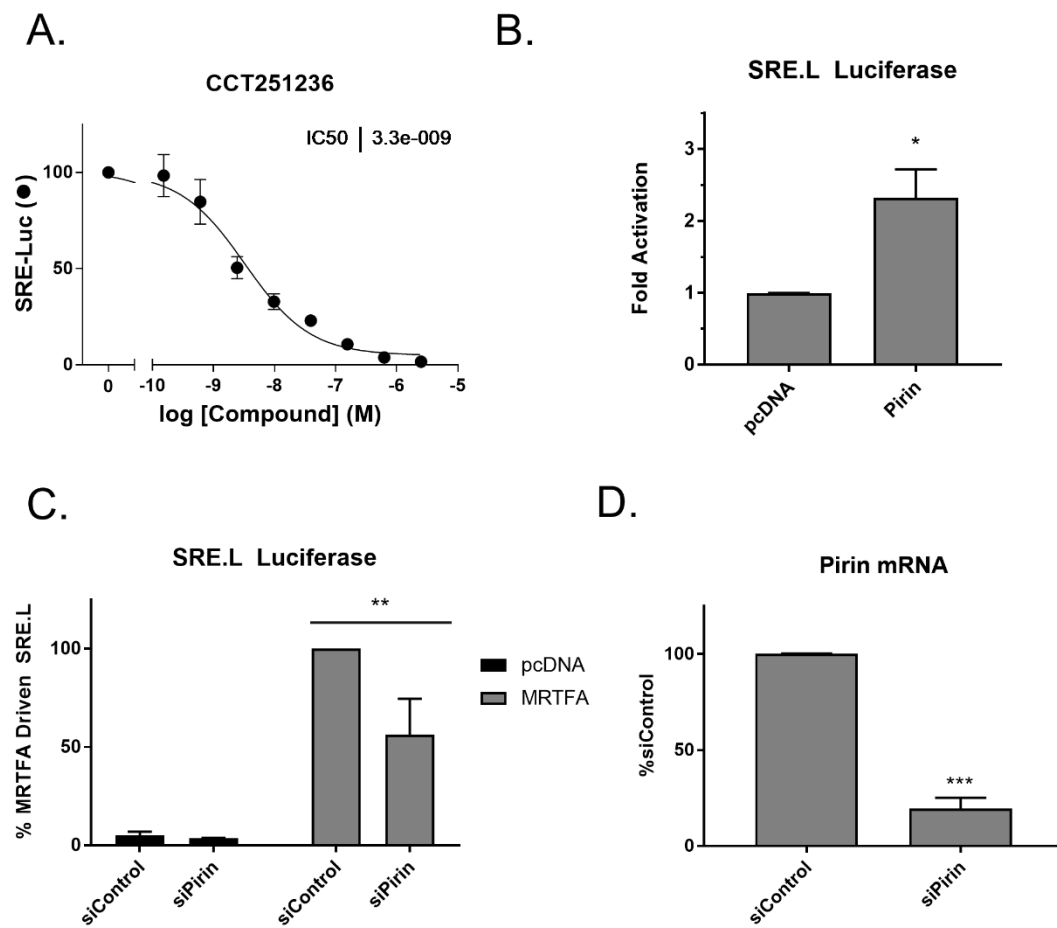 A.
CCT251236
IC50 | 3.3e-009
SRE-Luc (●)
100
50
0
0 -10 -9 -8 -7 -6 -5
log [Compound] (M)
B.
SRE.L Luciferase
Fold Activation
3
2
1
0
*
pcDNA
Pirin
C.
SRE.L Luciferase
% MRTFA Driven SRE.L
100
50
0
**
siControl
siPirin
siControl
siPirin
pcDNA
MRTFA
D.
Pirin mRNA
%siControl
100
50
0
***
siControl
siPirin